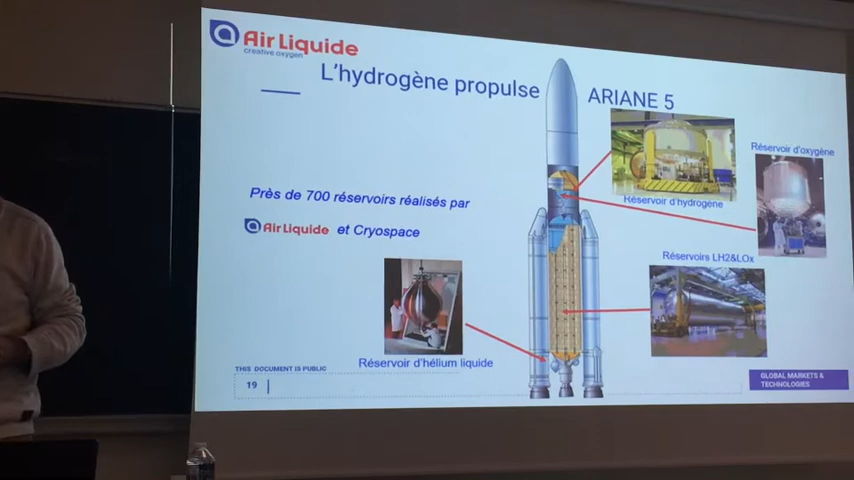 Air Liquide
creative oxygen
L'hydrogène propulse ARIANE 5
Réservoir d'oxygène
Réservoir d'hydrogène
Près de 700 réservoirs réalisés par
Air Liquide et Cryospace
Réservoirs LH2&LOx
Réservoir d'hélium liquide
THIS DOCUMENT IS PUBLIC
19
GLOBAL MARKETS &
TECHNOLOGIES